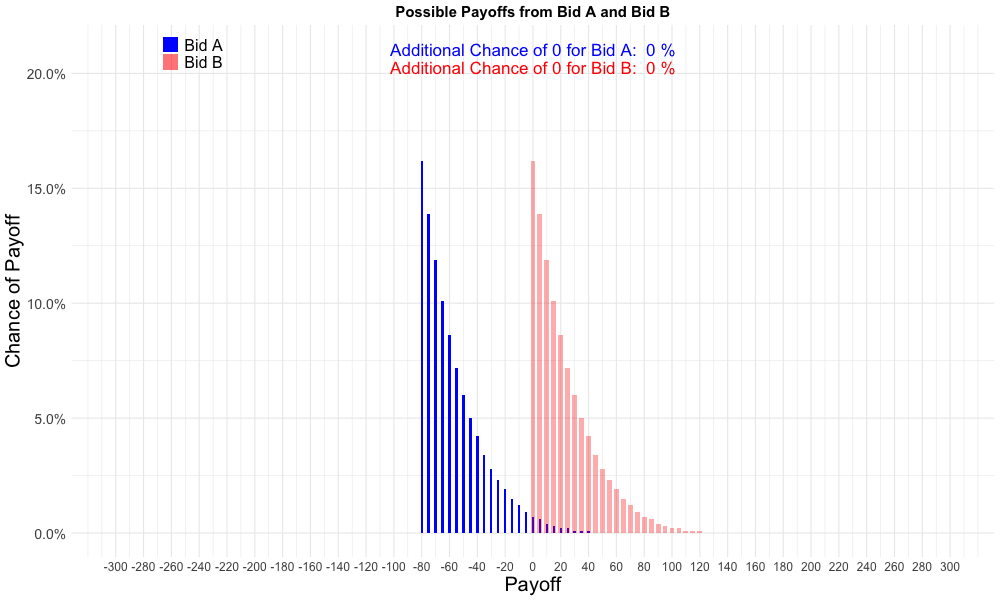 Possible Payoffs from Bid A and Bid B
Bid A
Bid B
Additional Chance of 0 for Bid A:  0 %
Additional Chance of 0 for Bid B:  0 %
Chance of Payoff
20.0%
15.0%
10.0%
5.0%
0.0%
-300 -280 -260 -240 -220 -200 -180 -160 -140 -120 -100 -80 -60 -40 -20 0 20 40 60 80 100 120 140 160 180 200 220 240 260 280 300
Payoff